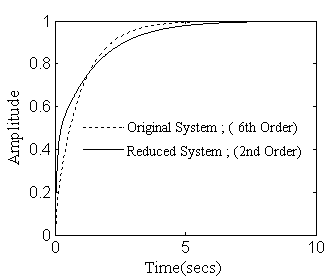 1
0.8
0.6
0.4
0.2
0
Amplitude
Original System ; ( 6th Order)
Reduced System ; (2nd Order)
0 5 10
Time(secs)